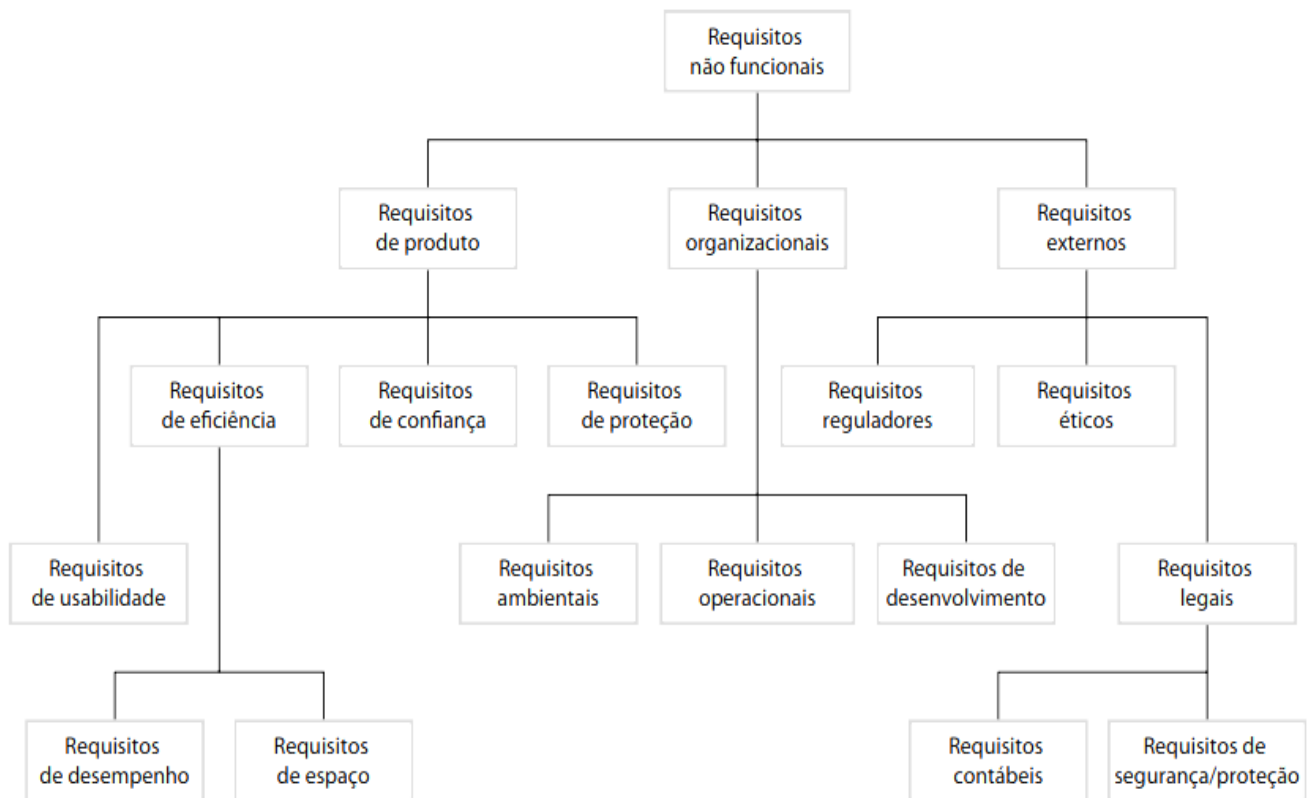 Requisitos
não funcionais
Requisitos
de produto
Requisitos
organizacionais
Requisitos
externos
Requisitos
de eficiência
Requisitos
de confiança
Requisitos
de proteção
Requisitos
reguladores
Requisitos
éticos
Requisitos
de usabilidade
Requisitos
ambientais
Requisitos
operacionais
Requisitos de
desenvolvimento
Requisitos
legais
Requisitos
de desempenho
Requisitos
de espaço
Requisitos
contábeis
Requisitos de
segurança/proteção